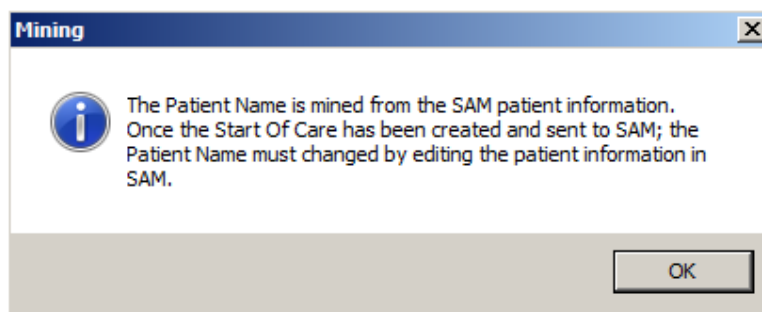 Mining
The Patient Name is mined from the SAM patient information.
Once the Start Of Care has been created and sent to SAM; the
Patient Name must changed by editing the patient information in
SAM.
OK